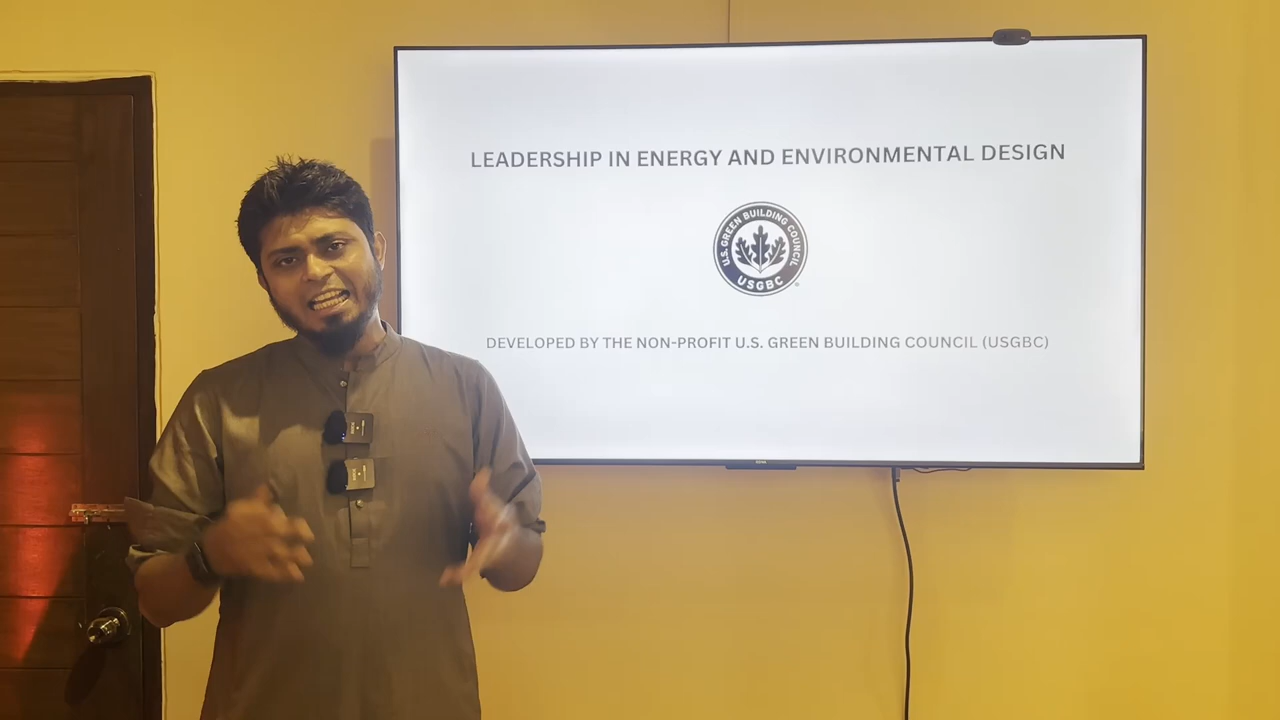 LEADERSHIP IN ENERGY AND ENVIRONMENTAL DESIGN
U.S. GREEN BUILDING COUNCIL
USGBC
DEVELOPED BY THE NON-PROFIT U.S. GREEN BUILDING COUNCIL (USGBC)